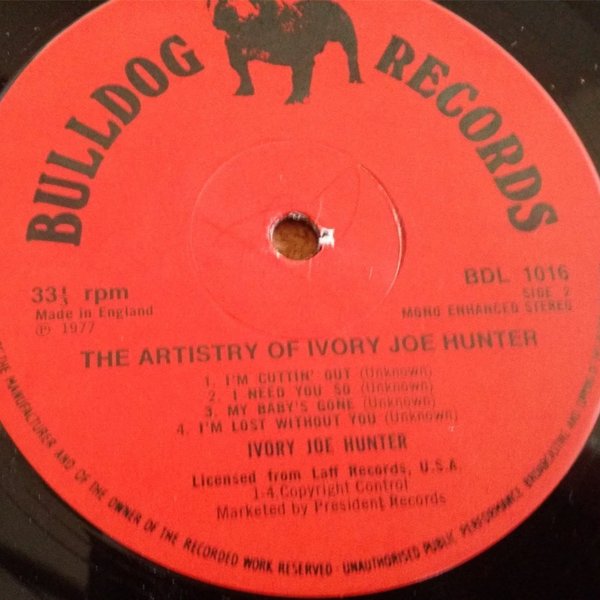 BULLDOG RECORDS
33⅓ rpm
Made in England
℗ 1977
BDL 1016
SIDE 2
MONO ENHANCED STEREO
THE ARTISTRY OF IVORY JOE HUNTER
1. I'M CUTTIN' OUT (Unknown)
2. I NEED YOU SO (Unknown)
3. MY BABY'S GONE (Unknown)
4. I'M LOST WITHOUT YOU (Unknown)
IVORY JOE HUNTER
Licensed from Laff Records, U.S.A.
1-4.Copyright Control
Marketed by President Records
THE MANUFACTURER AND OF THE OWNER OF THE RECORDED WORK RESERVED · UNAUTHORISED PUBLIC PERFORMANCE BROADCASTING AND